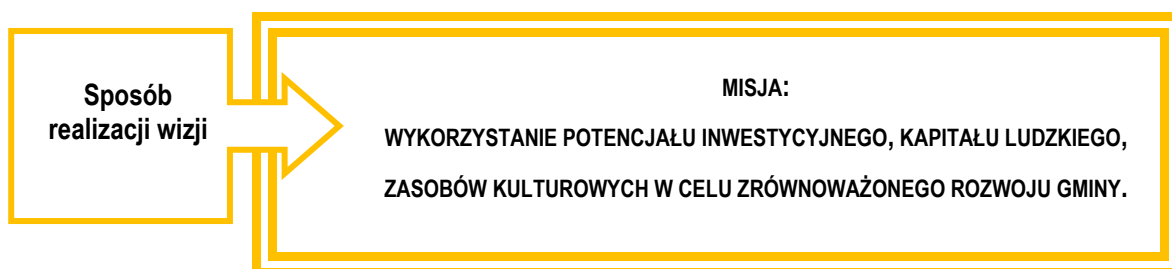 Sposób
realizacji wizji
MISJA:
WYKORZYSTANIE POTENCJAŁU INWESTYCYJNEGO, KAPITAŁU LUDZKIEGO,
ZASOBÓW KULTUROWYCH W CELU ZRÓWNOWAŻONEGO ROZWOJU GMINY.